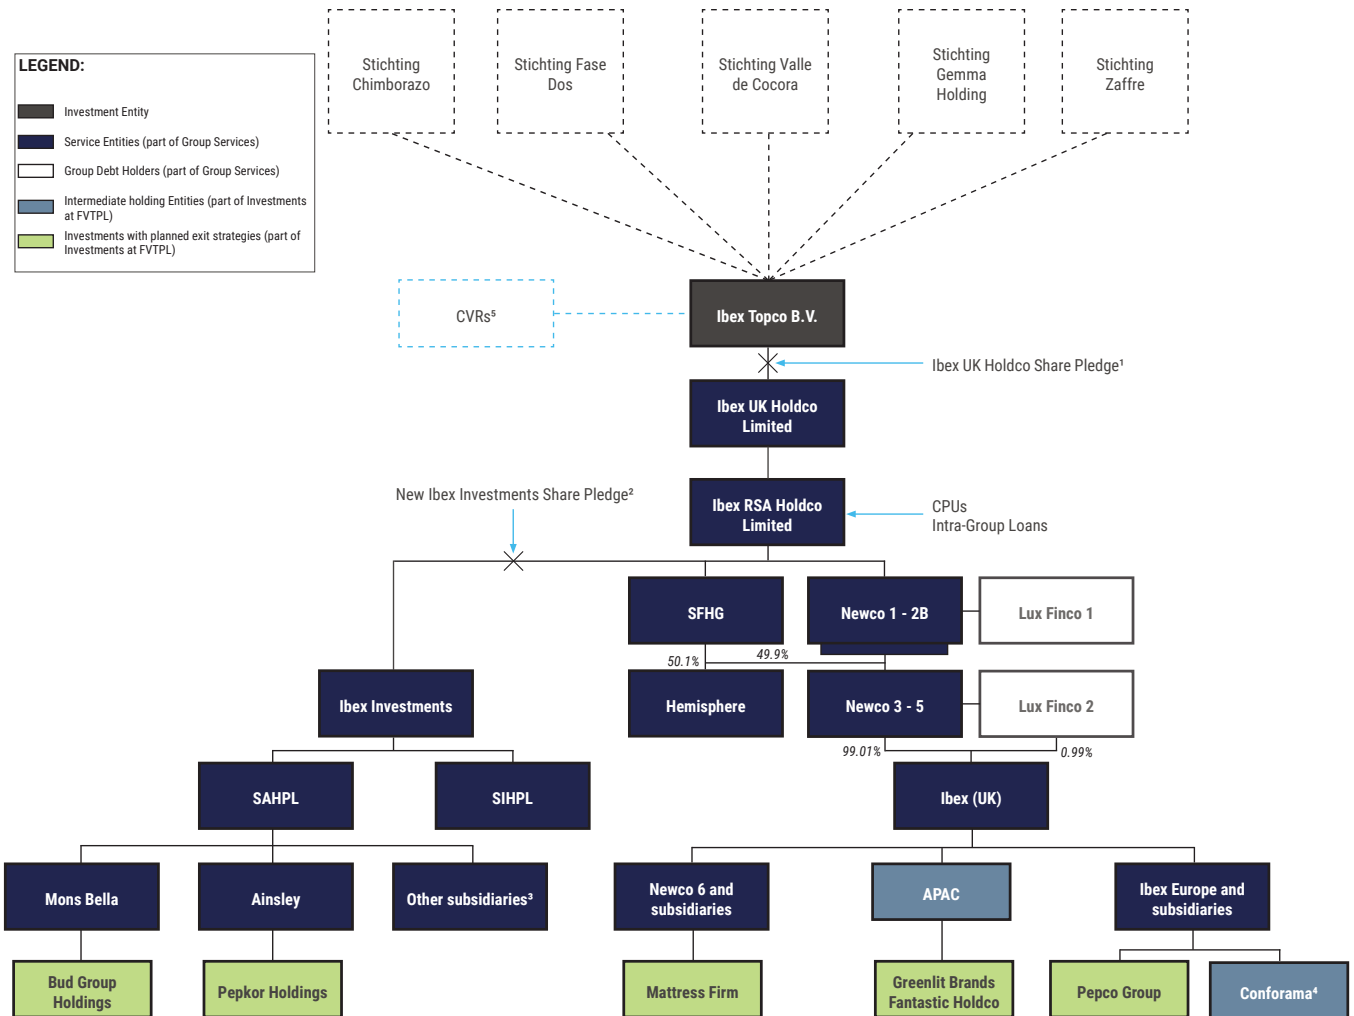 LEGEND:
Investment Entity
Service Entities (part of Group Services)
Group Debt Holders (part of Group Services)
Intermediate holding Entities (part of Investments
at FVTPL)
Investments with planned exit strategies (part of
Investments at FVTPL)
Stichting
Chimborazo
Stichting Fase
Dos
Stichting Valle
de Cocora
Stichting
Gemma
Holding
Stichting
Zaffre
CVRs⁵
Ibex Topco B.V.
Ibex UK Holdco Share Pledge¹
Ibex UK Holdco
Limited
New Ibex Investments Share Pledge²
Ibex RSA Holdco
Limited
CPUs
Intra-Group Loans
SFHG
Newco 1 - 2B
Lux Finco 1
50.1%
49.9%
Ibex Investments
Hemisphere
Newco 3 - 5
Lux Finco 2
99.01%
0.99%
SAHPL
SIHPL
Ibex (UK)
Mons Bella
Ainsley
Other subsidiaries³
Newco 6 and
subsidiaries
APAC
Ibex Europe and
subsidiaries
Bud Group
Holdings
Pepkor Holdings
Mattress Firm
Greenlit Brands
Fantastic Holdco
Pepco Group
Conforama⁴